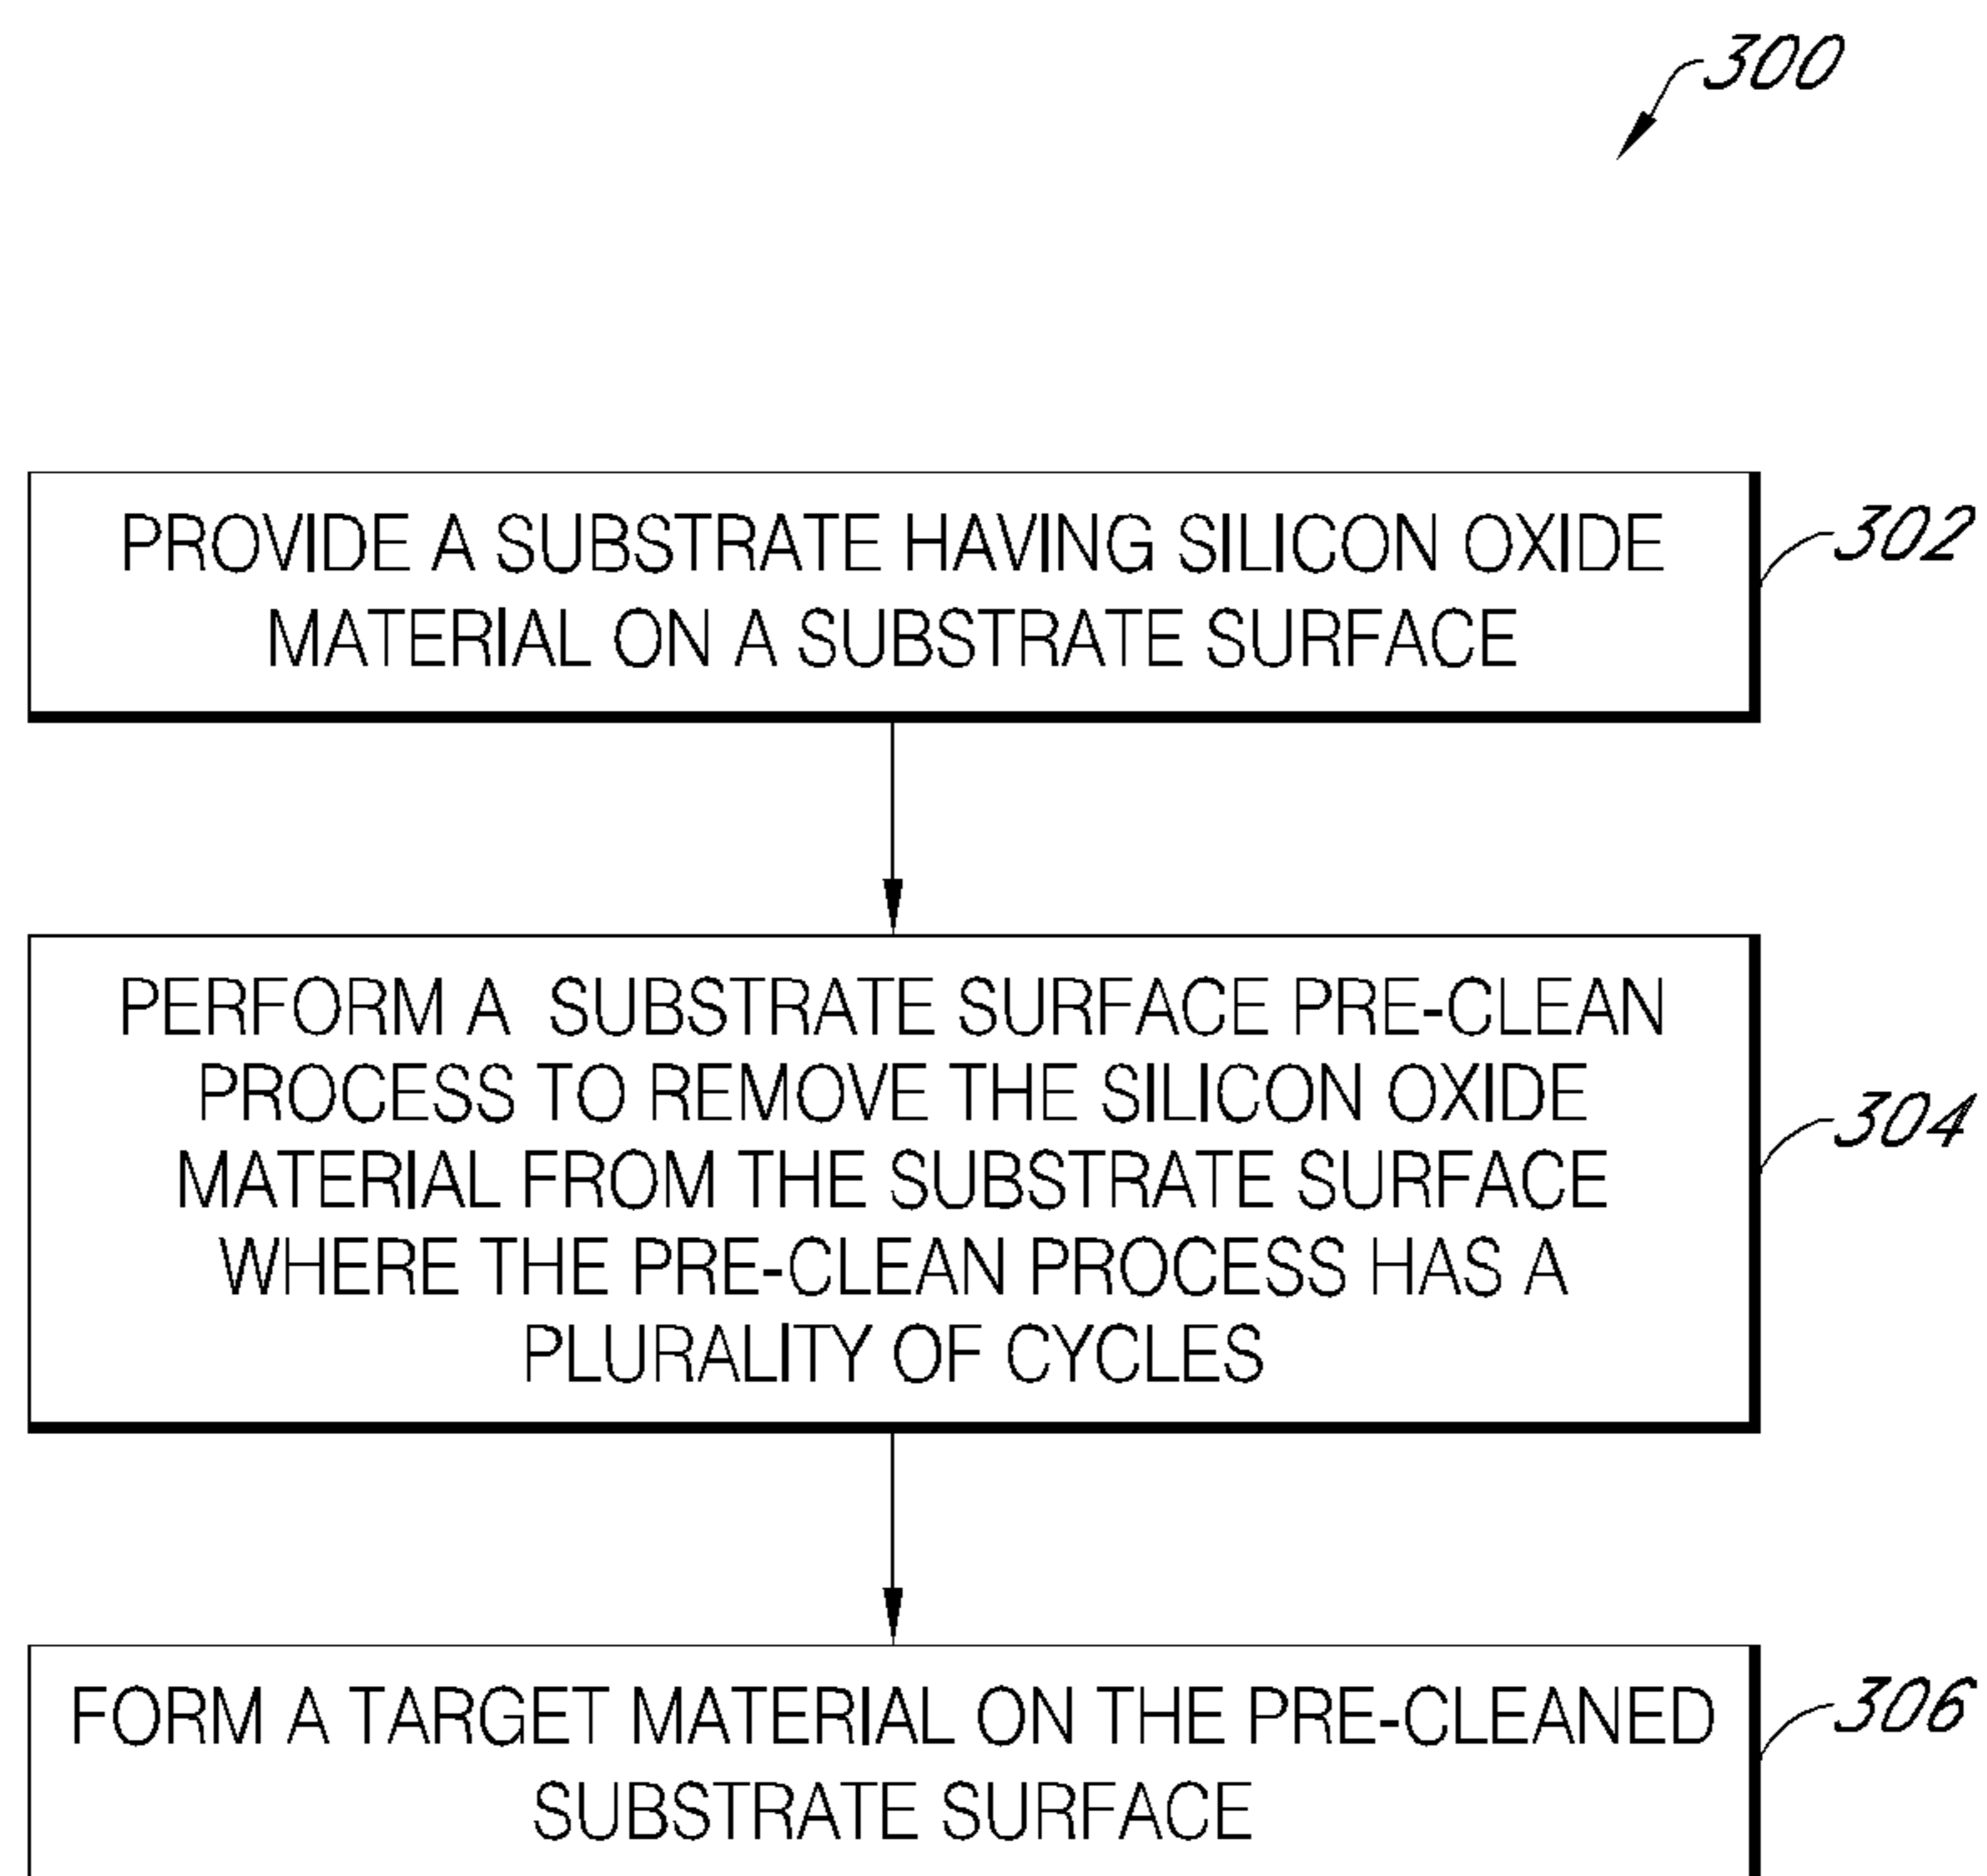 300
PROVIDE A SUBSTRATE HAVING SILICON OXIDE
MATERIAL ON A SUBSTRATE SURFACE
302
PERFORM A SUBSTRATE SURFACE PRE-CLEAN
PROCESS TO REMOVE THE SILICON OXIDE
MATERIAL FROM THE SUBSTRATE SURFACE
WHERE THE PRE-CLEAN PROCESS HAS A
PLURALITY OF CYCLES
304
FORM A TARGET MATERIAL ON THE PRE-CLEANED
SUBSTRATE SURFACE
306